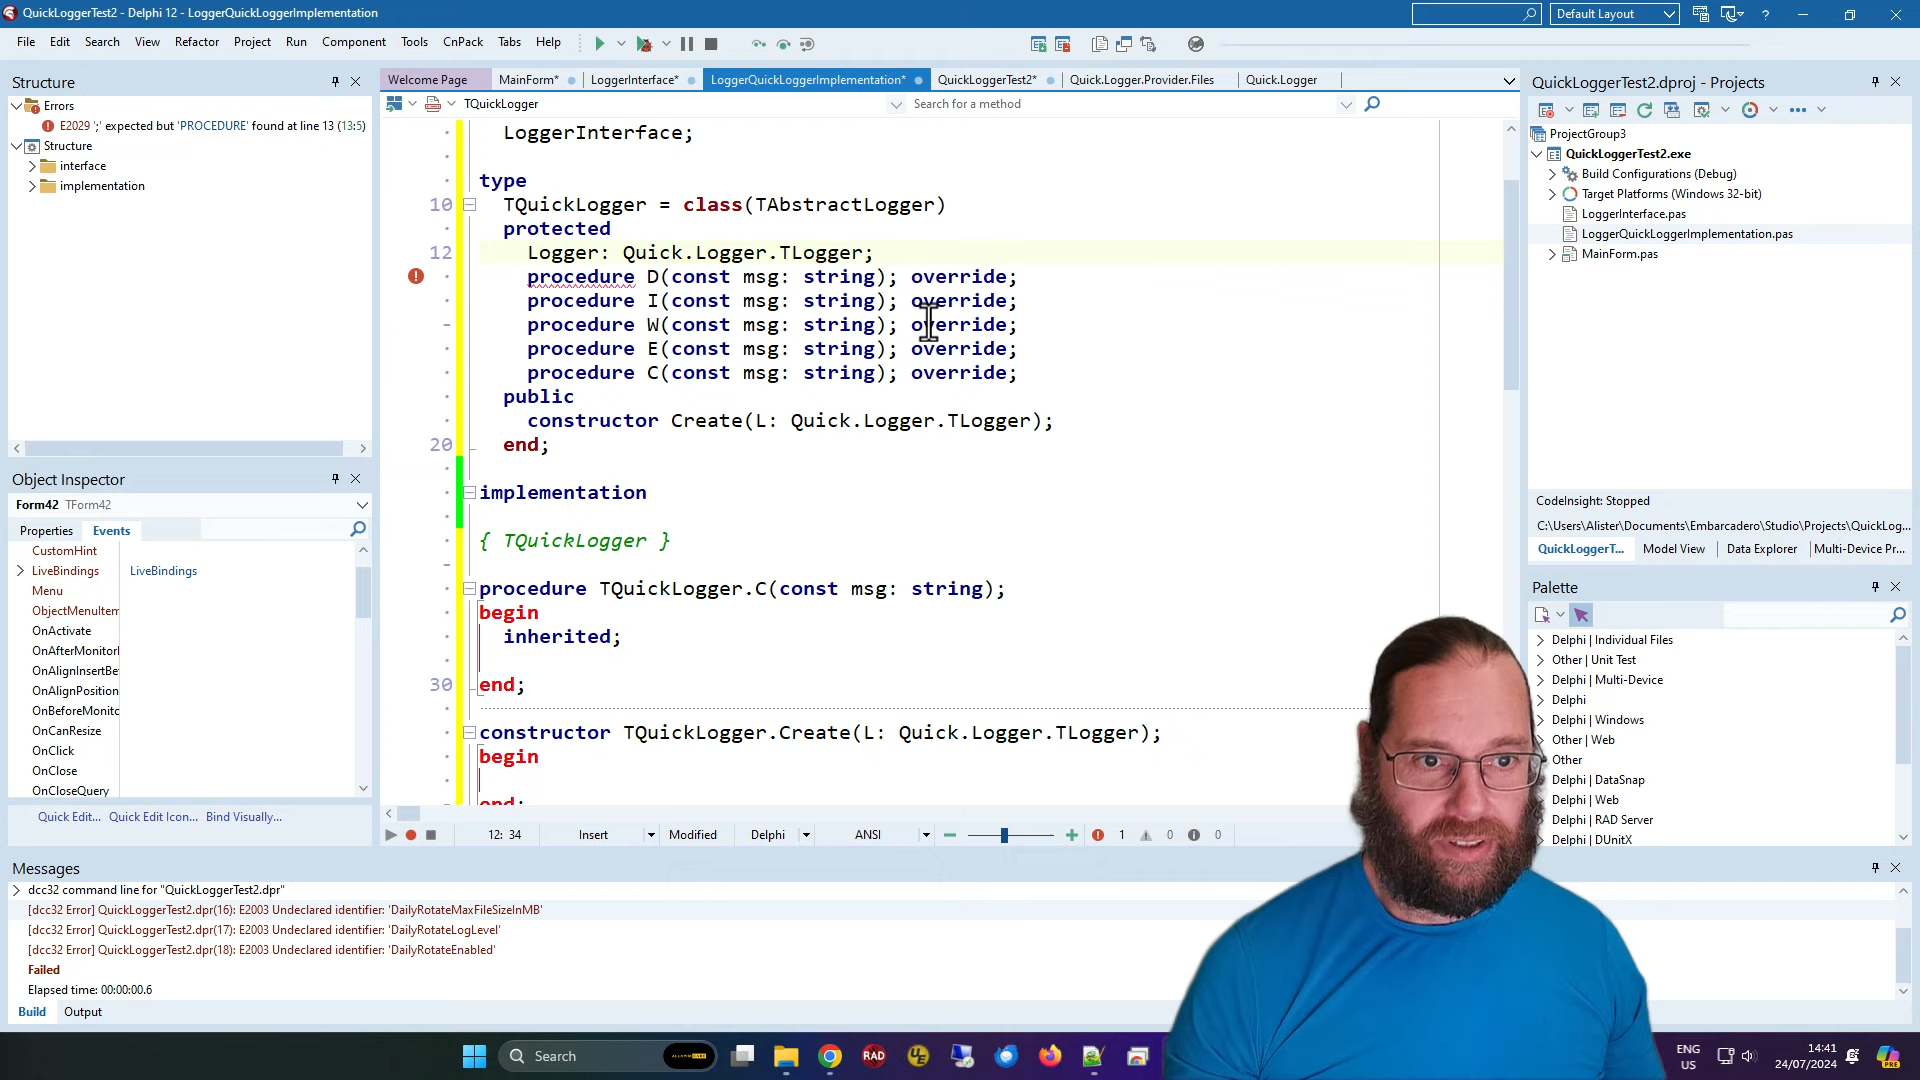 QuickLoggerTest2 - Delphi 12 - LoggerQuickLoggerImplementation
Default Layout
?
File Edit Search View Refactor Project Run Component Tools CnPack Tabs Help
Structure
Errors
E2029 ';' expected but 'PROCEDURE' found at line 13 (13:5)
Structure
interface
implementation
Object Inspector
Form42 TForm42
Properties Events
CustomHint
LiveBindings LiveBindings
Menu
ObjectMenuItem
OnActivate
OnAfterMonitor
OnAlignInsertBe
OnAlignPosition
OnBeforeMonito
OnCanResize
OnClick
OnClose
OnCloseQuery
Quick Edit... Quick Edit Icon... Bind Visually...
Welcome Page MainForm* LoggerInterface* LoggerQuickLoggerImplementation* QuickLoggerTest2* Quick.Logger.Provider.Files Quick.Logger
TQuickLogger Search for a method
LoggerInterface;
type
10 TQuickLogger = class(TAbstractLogger)
protected
12 Logger: Quick.Logger.TLogger;
procedure D(const msg: string); override;
procedure I(const msg: string); override;
procedure W(const msg: string); override;
procedure E(const msg: string); override;
procedure C(const msg: string); override;
public
constructor Create(L: Quick.Logger.TLogger);
20 end;
implementation
{ TQuickLogger }
procedure TQuickLogger.C(const msg: string);
begin
inherited;
30 end;
constructor TQuickLogger.Create(L: Quick.Logger.TLogger);
begin
end;
12: 34 Insert Modified Delphi ANSI 1 0 0
QuickLoggerTest2.dproj - Projects
ProjectGroup3
QuickLoggerTest2.exe
Build Configurations (Debug)
Target Platforms (Windows 32-bit)
LoggerInterface.pas
LoggerQuickLoggerImplementation.pas
MainForm.pas
CodeInsight: Stopped
C:\Users\Alister\Documents\Embarcadero\Studio\Projects\QuickLog...
QuickLoggerT... Model View Data Explorer Multi-Device Pr...
Palette
Delphi | Individual Files
Other | Unit Test
Delphi | Multi-Device
Delphi
Delphi | Windows
Other | Web
Other
Delphi | DataSnap
Delphi | Web
Delphi | RAD Server
Delphi | DUnitX
Messages
dcc32 command line for "QuickLoggerTest2.dpr"
[dcc32 Error] QuickLoggerTest2.dpr(16): E2003 Undeclared identifier: 'DailyRotateMaxFileSizeInMB'
[dcc32 Error] QuickLoggerTest2.dpr(17): E2003 Undeclared identifier: 'DailyRotateLogLevel'
[dcc32 Error] QuickLoggerTest2.dpr(18): E2003 Undeclared identifier: 'DailyRotateEnabled'
Failed
Elapsed time: 00:00:00.6
Build Output
Search
RAD
UE
ENG
US
14:41
24/07/2024
PRE